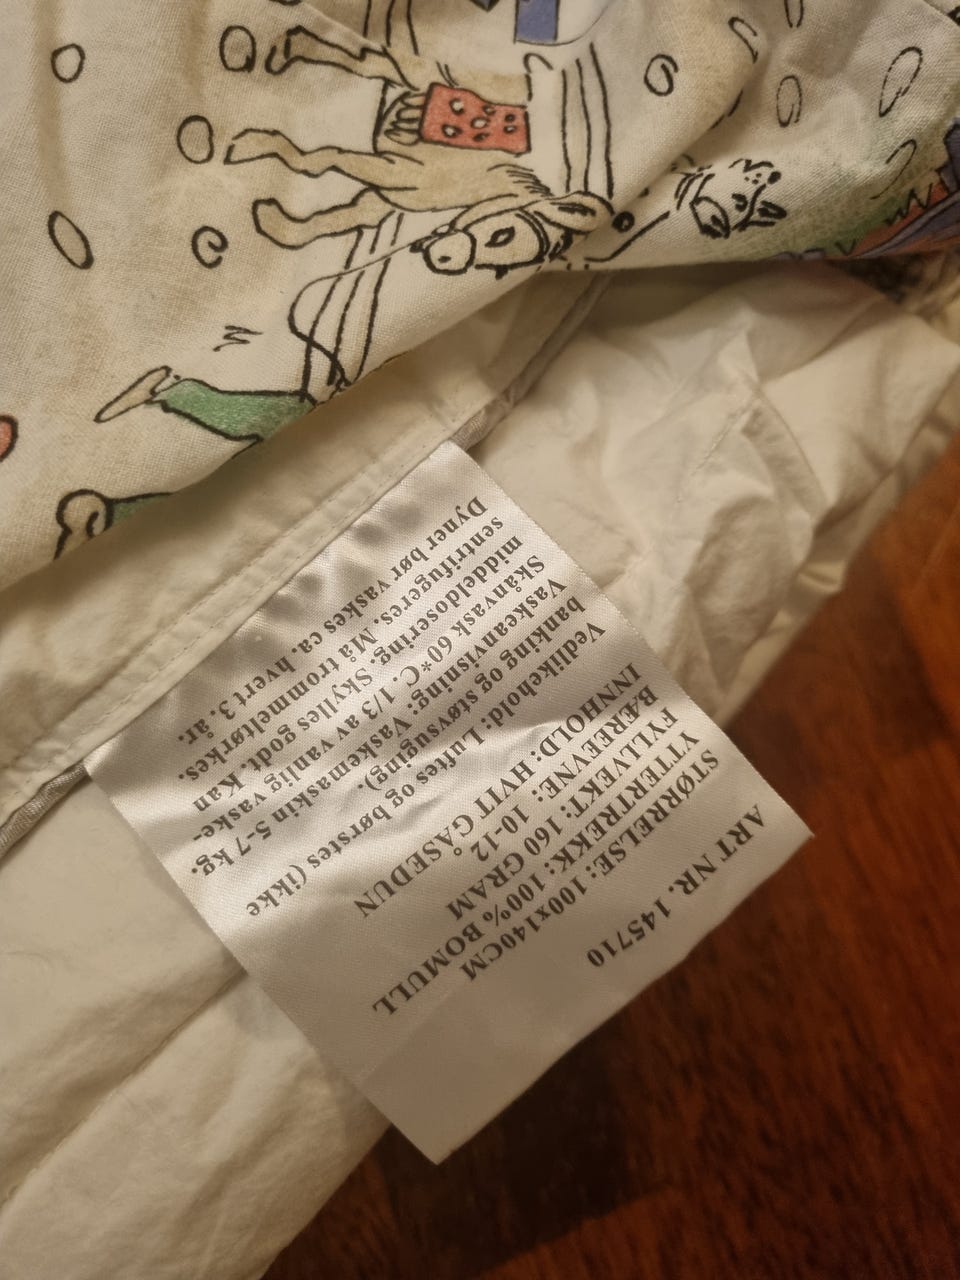 ART NR. 145710
STØRRELSE: 100x140CM
YTTERTREKK: 100% BOMULL
FYLLVEKT: 160 GRAM
BÆREEVNE: 10-12 °
INNHOLD: HVIT GÅSEDUN
Vedlikehold: Luftes og børstes (ikke
banking og støvsuging).
Vaskeanvisning: Vaskemaskin 5-7 kg.
Skånvask 60*C. 1/3 av vanlig vaske-
middeldosering. Skylles godt. Kan
sentrifugeres. Må trommeltørkes.
Dyner bør vaskes ca. hvert 3. år.